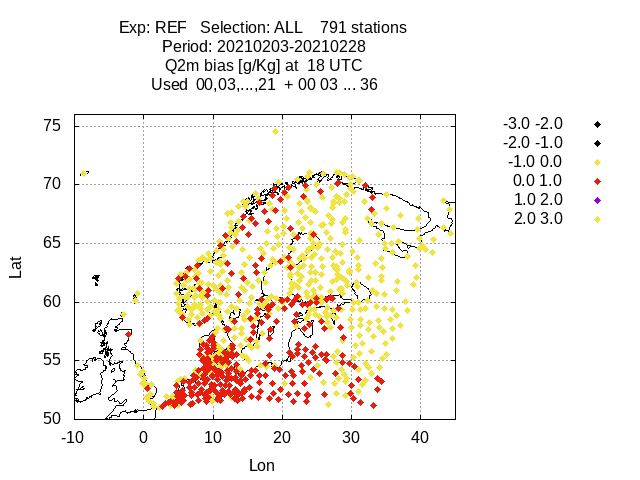 Exp: REF   Selection: ALL    791 stations
Period: 20210203-20210228
Q2m bias [g/Kg] at  18 UTC
Used  00,03,...,21  + 00 03 ... 36
-3.0 -2.0
-2.0 -1.0
-1.0 0.0
0.0 1.0
1.0 2.0
2.0 3.0
75
70
65
60
55
50
Lat
-10 0 10 20 30 40
Lon